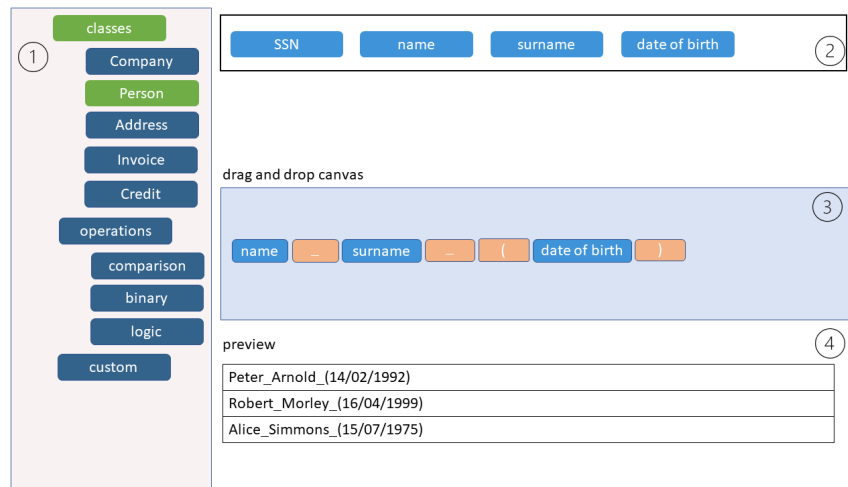 1
classes
Company
Person
Address
Invoice
Credit
operations
comparison
binary
logic
custom
SSN name surname date of birth
2
drag and drop canvas
3
name _ surname _ ( date of birth )
preview
4
Peter_Arnold_(14/02/1992)
Robert_Morley_(16/04/1999)
Alice_Simmons_(15/07/1975)